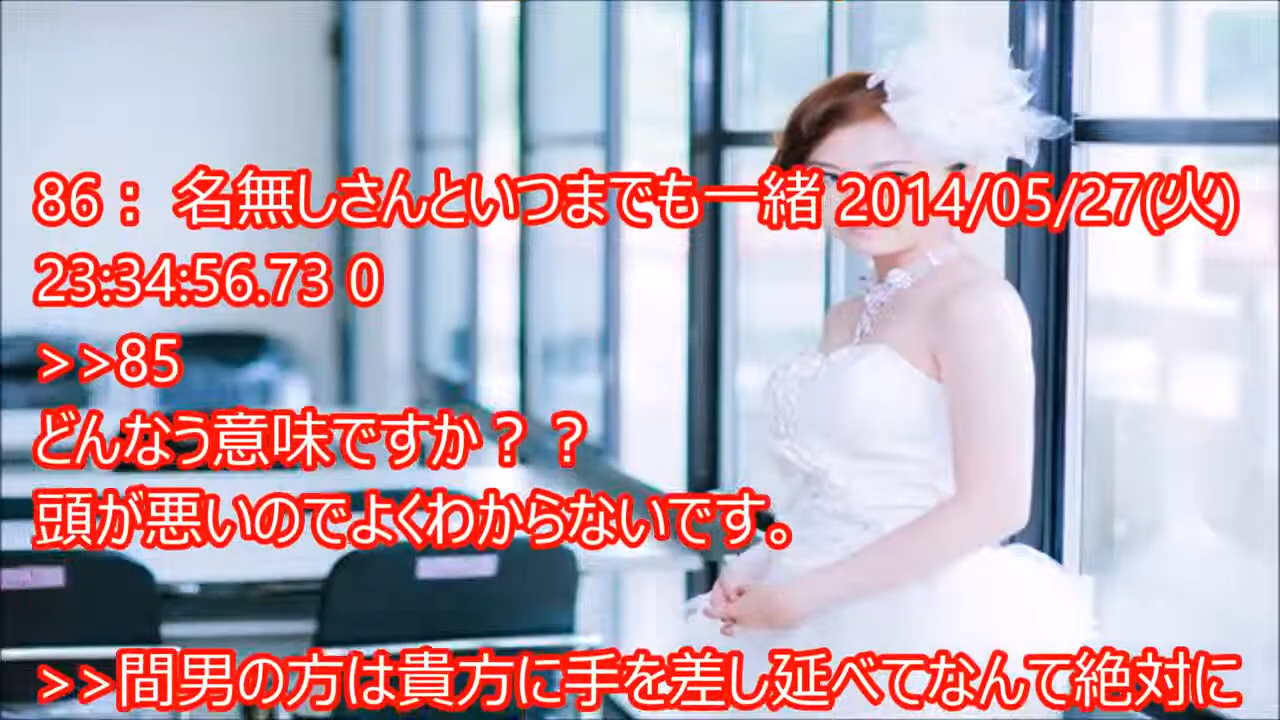 86： 名無しさんといつまでも一緒 2014/05/27(火)
23:34:56.73 0
>>85
どんなう意味ですか？？
頭が悪いのでよくわからないです。
>>間男の方は貴方に手を差し延べてなんて絶対に